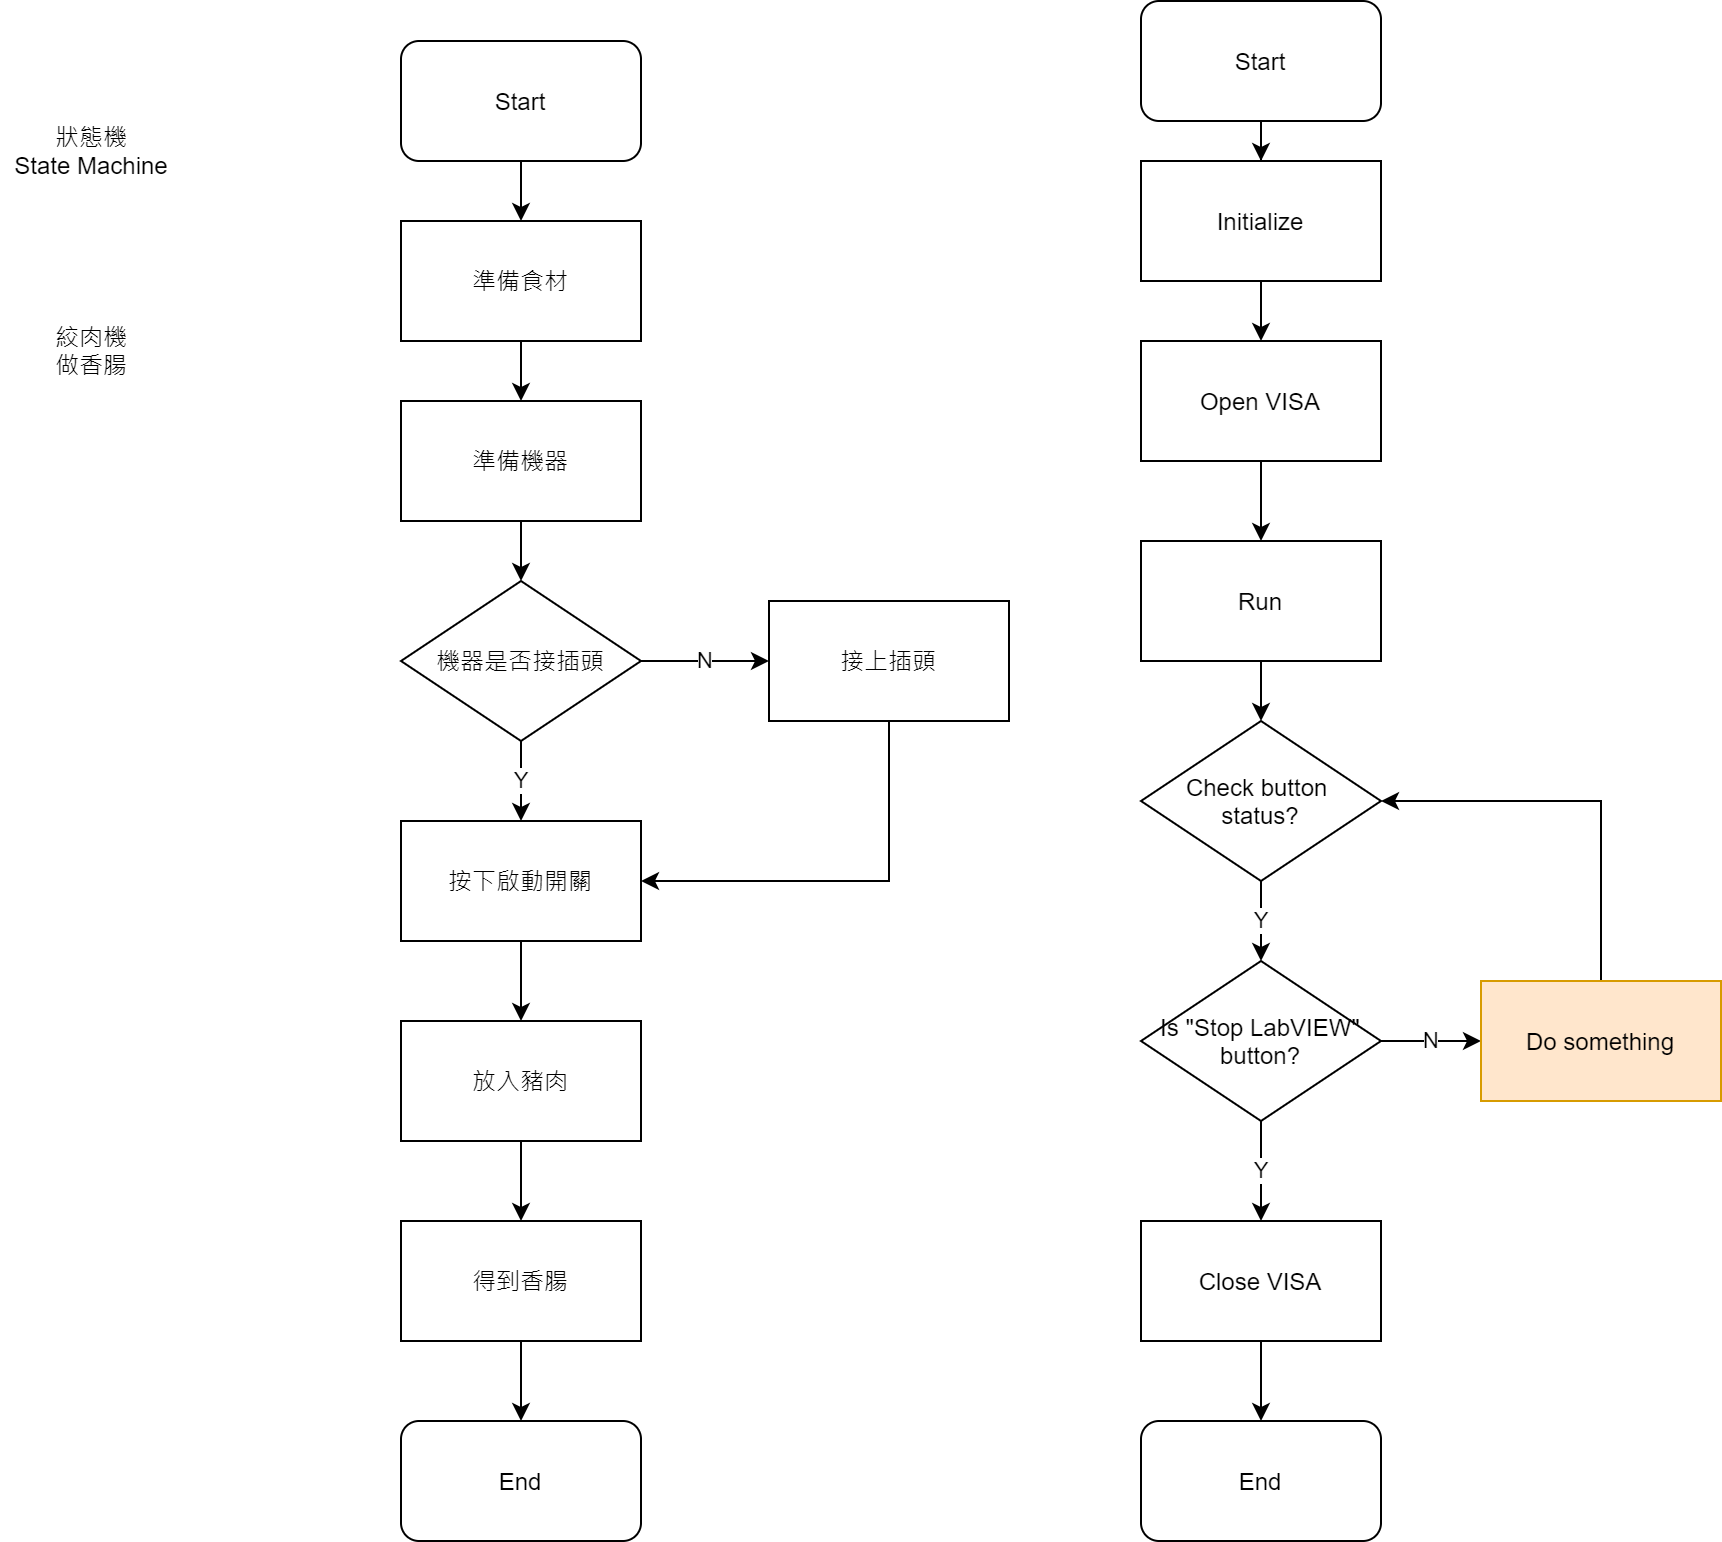 狀態機
State Machine
絞肉機
做香腸
Start
準備食材
準備機器
機器是否接插頭
N
接上插頭
Y
按下啟動開關
放入豬肉
得到香腸
End
Start
Initialize
Open VISA
Run
Check button
status?
Y
Is "Stop LabVIEW"
button?
N
Do something
Y
Close VISA
End